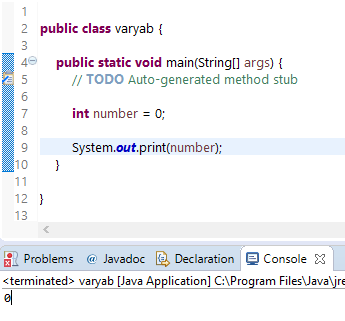 1
2 public class varyab {
3
4 public static void main(String[] args) {
5 // TODO Auto-generated method stub
6
7 int number = 0;
8
9 System.out.print(number);
10 }
11
12 }
13
Problems @ Javadoc Declaration Console
<terminated> varyab [Java Application] C:\Program Files\Java\jre
0